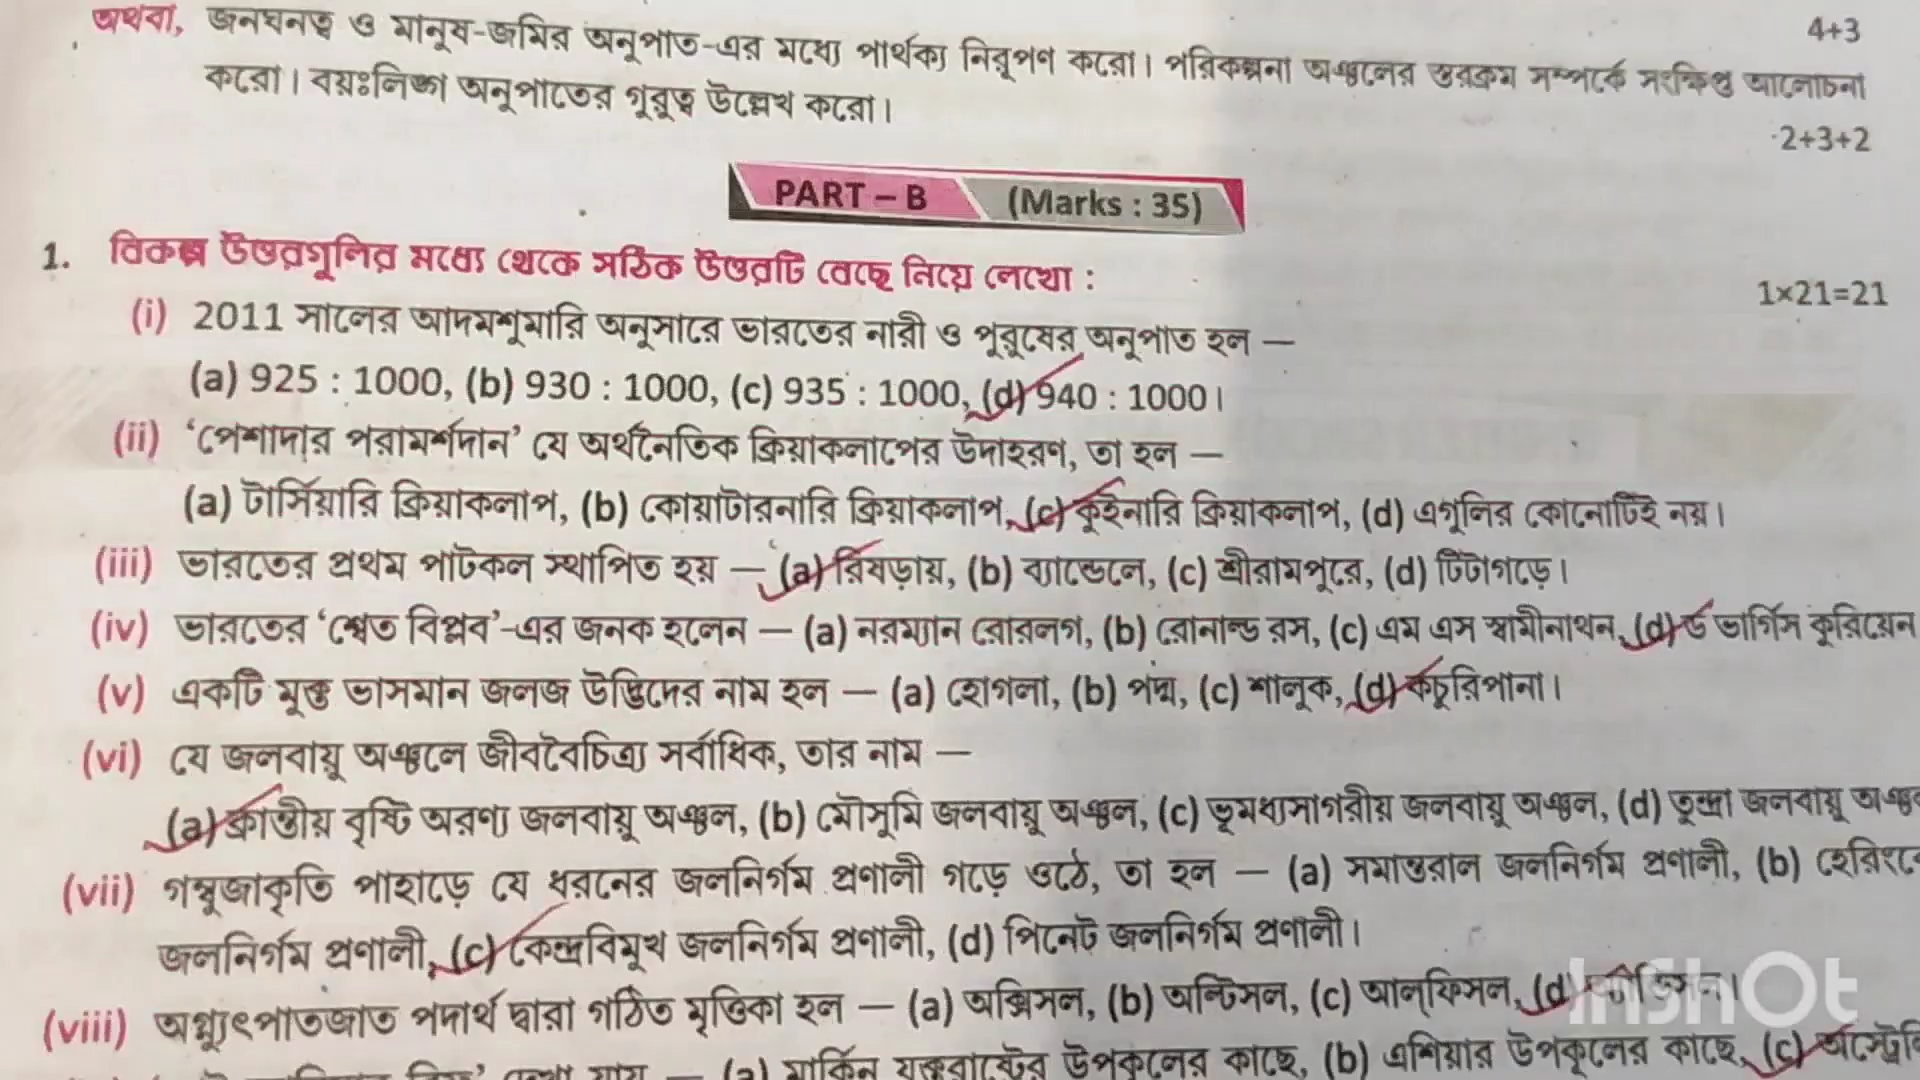 অথবা, জনঘনত্ব ও মানুষ-জমির অনুপাত-এর মধ্যে পার্থক্য নিরূপণ করো। পরিকল্পনা অঞ্চলের স্তরক্রম সম্পর্কে সংক্ষিপ্ত আলোচনা 4+3
করো। বয়ঃলিঙ্গ অনুপাতের গুরুত্ব উল্লেখ করো। 2+3+2
PART – B (Marks : 35)
1. বিকল্প উত্তরগুলির মধ্যে থেকে সঠিক উত্তরটি বেছে নিয়ে লেখো : 1×21=21
(i) 2011 সালের আদমশুমারি অনুসারে ভারতের নারী ও পুরুষের অনুপাত হল —
(a) 925 : 1000, (b) 930 : 1000, (c) 935 : 1000, (d) 940 : 1000।
(ii) ‘পেশাদার পরামর্শদান’ যে অর্থনৈতিক ক্রিয়াকলাপের উদাহরণ, তা হল —
(a) টার্সিয়ারি ক্রিয়াকলাপ, (b) কোয়াটারনারি ক্রিয়াকলাপ, (c) কুইনারি ক্রিয়াকলাপ, (d) এগুলির কোনোটিই নয়।
(iii) ভারতের প্রথম পাটকল স্থাপিত হয় — (a) রিষড়ায়, (b) ব্যান্ডেলে, (c) শ্রীরামপুরে, (d) টিটাগড়ে।
(iv) ভারতের ‘শ্বেত বিপ্লব’-এর জনক হলেন — (a) নরম্যান বোরলগ, (b) রোনাল্ড রস, (c) এম এস স্বামীনাথন, (d) ড ভার্গিস কুরিয়েন
(v) একটি মুক্ত ভাসমান জলজ উদ্ভিদের নাম হল — (a) হোগলা, (b) পদ্ম, (c) শালুক, (d) কচুরিপানা।
(vi) যে জলবায়ু অঞ্চলে জীববৈচিত্র্য সর্বাধিক, তার নাম —
(a) ক্রান্তীয় বৃষ্টি অরণ্য জলবায়ু অঞ্চল, (b) মৌসুমি জলবায়ু অঞ্চল, (c) ভূমধ্যসাগরীয় জলবায়ু অঞ্চল, (d) তুন্দ্রা জলবায়ু অঞ্চল
(vii) গম্বুজাকৃতি পাহাড়ে যে ধরনের জলনির্গম প্রণালী গড়ে ওঠে, তা হল — (a) সমান্তরাল জলনির্গম প্রণালী, (b)
জলনির্গম প্রণালী, (c) কেন্দ্রবিমুখ জলনির্গম প্রণালী, (d) পিনেট জলনির্গম প্রণালী।
(viii) অগ্ন্যুৎপাতজাত পদার্থ দ্বারা গঠিত মৃত্তিকা হল — (a) অক্সিসল, (b) অন্টিসল, (c) আল্‌ফিসল, (d)
দেখা যায় — (a) মার্কিন যুক্তরাষ্ট্রের উপকূলের কাছে, (b) এশিয়ার উপকূলের কাছে, (c)
InShOt